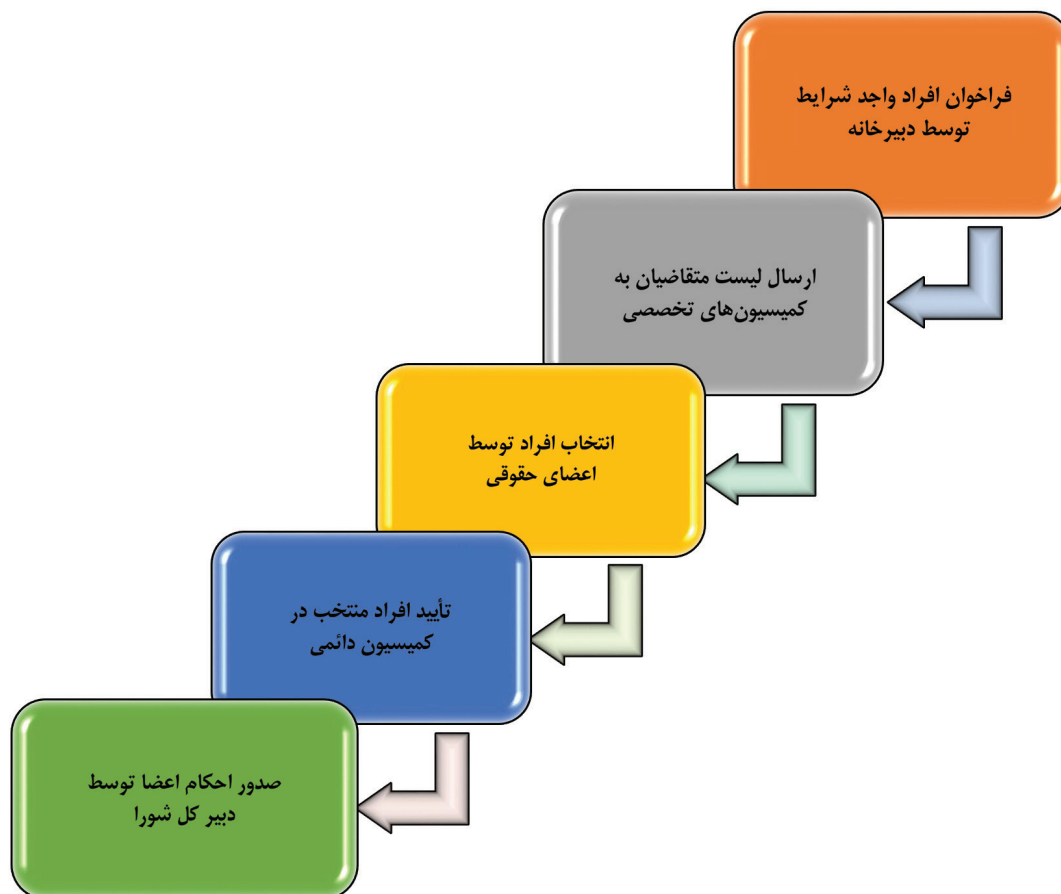 فراخوان افراد واجد شرایط
توسط دبیرخانه
ارسال لیست متقاضیان به
کمیسیون‌های تخصصی
انتخاب افراد توسط
اعضای حقوقی
تأیید افراد منتخب در
کمیسیون دائمی
صدور احکام اعضا توسط
دبیر کل شورا